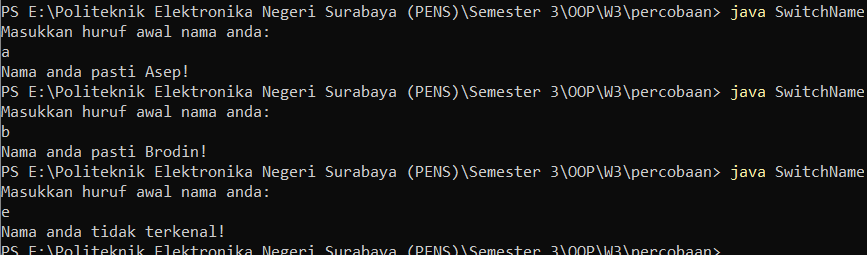 PS E:\Politeknik Elektronika Negeri Surabaya (PENS)\Semester 3\OOP\W3\percobaan> java SwitchName
Masukkan huruf awal nama anda:
a
Nama anda pasti Asep!
PS E:\Politeknik Elektronika Negeri Surabaya (PENS)\Semester 3\OOP\W3\percobaan> java SwitchName
Masukkan huruf awal nama anda:
b
Nama anda pasti Brodin!
PS E:\Politeknik Elektronika Negeri Surabaya (PENS)\Semester 3\OOP\W3\percobaan> java SwitchName
Masukkan huruf awal nama anda:
e
Nama anda tidak terkenal!
PS E:\Politeknik Elektronika Negeri Surabaya (PENS)\Semester 3\OOP\W3\percobaan>